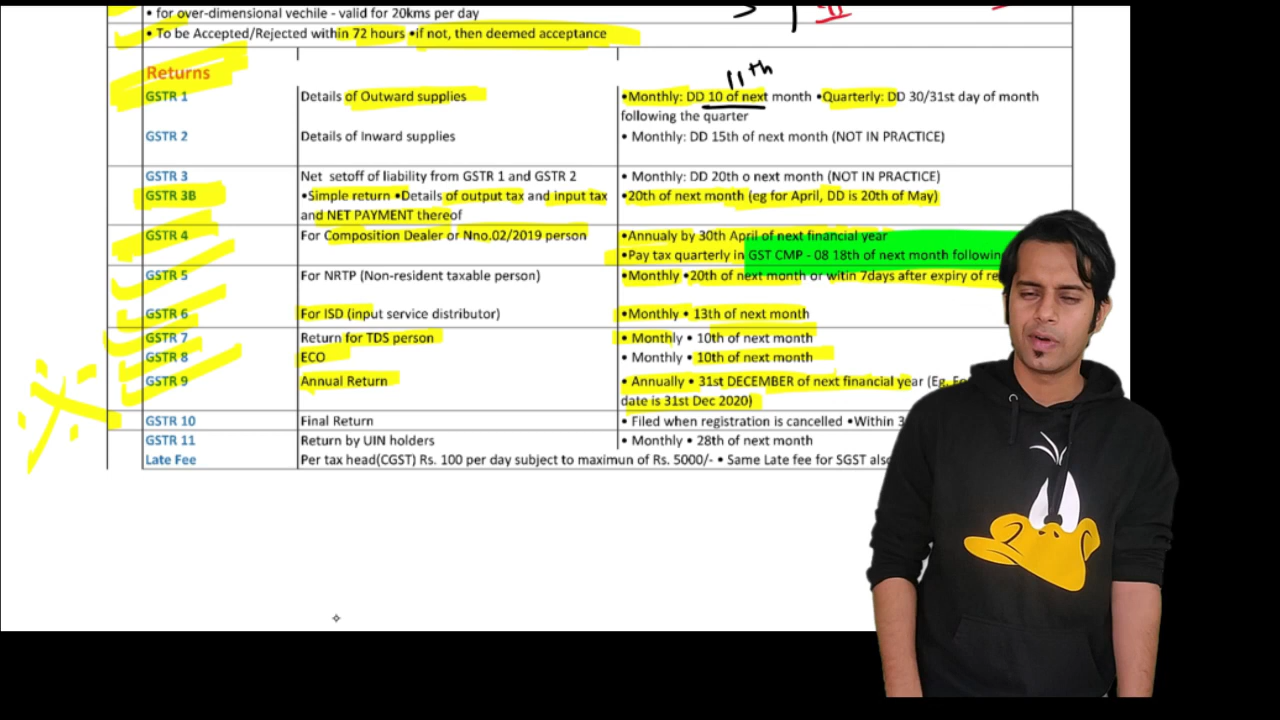 • for over-dimensional vechile - valid for 20kms per day
• To be Accepted/Rejected within 72 hours •if not, then deemed acceptance
Returns
11th
GSTR 1 Details of Outward supplies •Monthly: DD 10 of next month •Quarterly: DD 30/31st day of month
following the quarter
GSTR 2 Details of Inward supplies • Monthly: DD 15th of next month (NOT IN PRACTICE)
GSTR 3 Net setoff of liability from GSTR 1 and GSTR 2 • Monthly: DD 20th o next month (NOT IN PRACTICE)
GSTR 3B •Simple return •Details of output tax and input tax •20th of next month (eg for April, DD is 20th of May)
and NET PAYMENT thereof
GSTR 4 For Composition Dealer or Nno.02/2019 person •Annualy by 30th April of next financial year
•Pay tax quarterly in GST CMP - 08 18th of next month
GSTR 5 For NRTP (Non-resident taxable person) •Monthly •20th of next month or witin 7days after expiry of
GSTR 6 For ISD (input service distributor) •Monthly • 13th of next month
GSTR 7 Return for TDS person • Monthly • 10th of next month
GSTR 8 ECO • Monthly • 10th of next month
GSTR 9 Annual Return • Annually • 31st DECEMBER of next financial year (Eg.
date is 31st Dec 2020)
GSTR 10 Final Return • Filed when registration is cancelled •Within
GSTR 11 Return by UIN holders • Monthly • 28th of next month
Late Fee Per tax head(CGST) Rs. 100 per day subject to maximun of Rs. 5000/- • Same Late fee for SGST